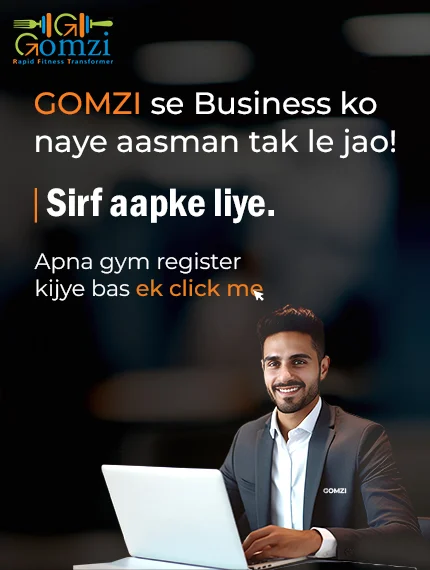 Gomzi
Rapid Fitness Transformer
GOMZI se Business ko
naye aasman tak le jao!
Sirf aapke liye.
Apna gym register
kijye bas ek click me
GOMZI